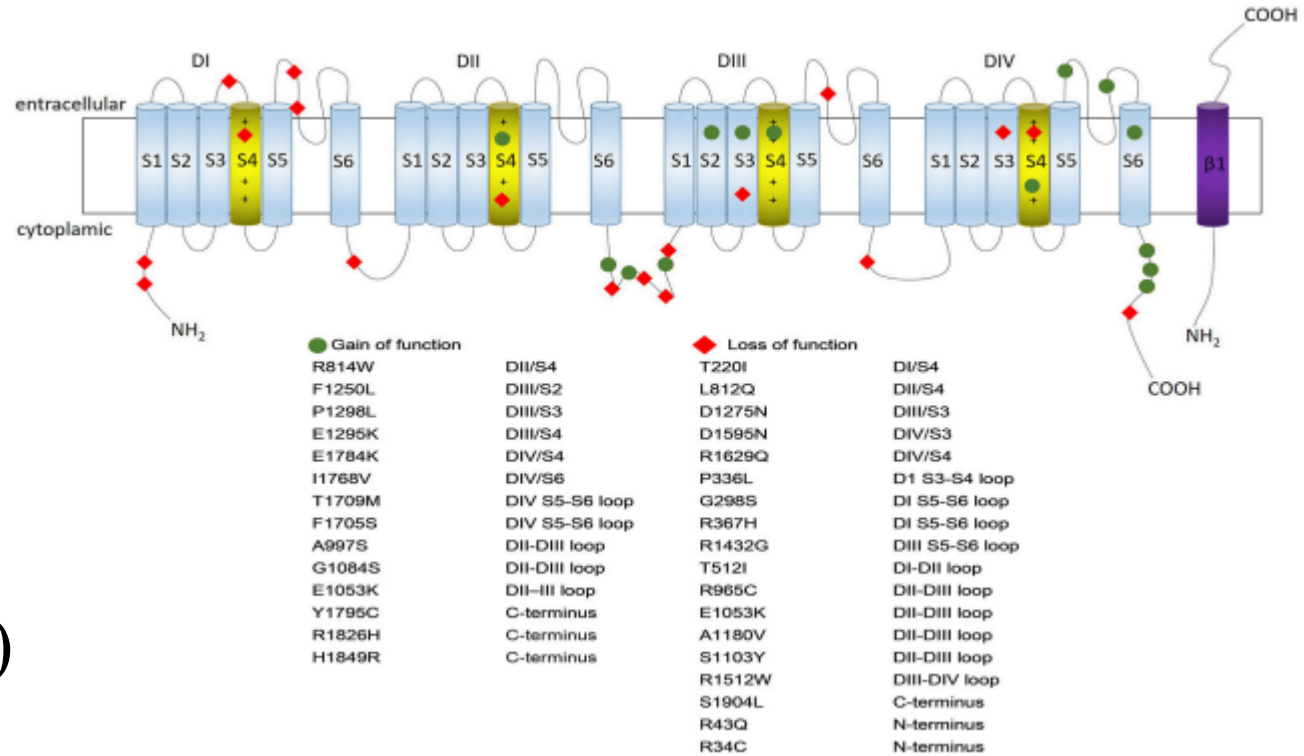 COOH
DI DII DIII DIV
entracellular
+ + + +
S1 S2 S3 S4 S5 S6 S1 S2 S3 S4 S5 S6 S1 S2 S3 S4 S5 S6 S1 S2 S3 S4 S5 S6 β1
+ + + +
+ + + +
cytoplamic
NH2 NH2
COOH
Gain of function Loss of function
R814W DII/S4 T220I DI/S4
F1250L DIII/S2 L812Q DII/S4
P1298L DIII/S3 D1275N DIII/S3
E1295K DIII/S4 D1595N DIV/S3
E1784K DIV/S4 R1629Q DIV/S4
I1768V DIV/S6 P336L D1 S3-S4 loop
T1709M DIV S5-S6 loop G298S DI S5-S6 loop
F1705S DIV S5-S6 loop R367H DI S5-S6 loop
A997S DII-DIII loop R1432G DIII S5-S6 loop
G1084S DII-DIII loop T512I DI-DII loop
E1053K DII–III loop R965C DII-DIII loop
Y1795C C-terminus E1053K DII-DIII loop
R1826H C-terminus A1180V DII-DIII loop
) H1849R C-terminus S1103Y DII-DIII loop
R1512W DIII-DIV loop
S1904L C-terminus
R43Q N-terminus
R34C N-terminus